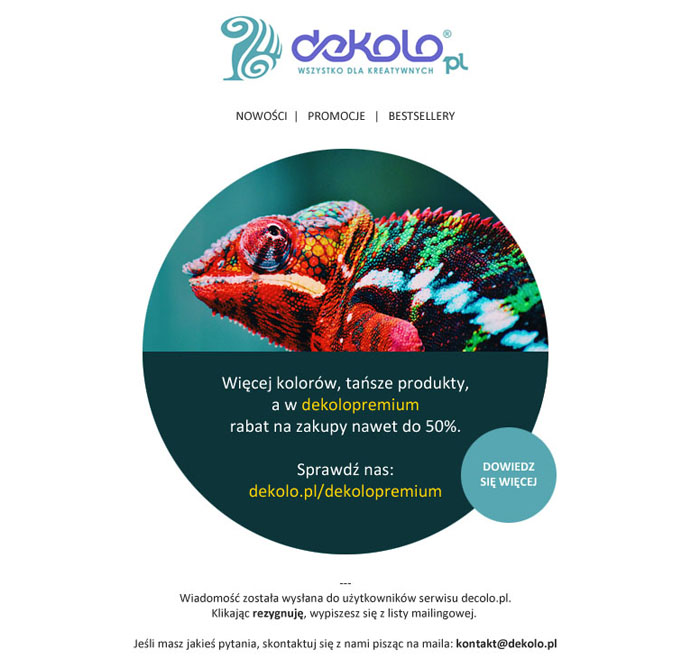 dekolo®
.pl
WSZYSTKO DLA KREATYWNYCH
NOWOŚCI | PROMOCJE | BESTSELLERY
Więcej kolorów, tańsze produkty,
a w dekolopremium
rabat na zakupy nawet do 50%.
Sprawdź nas:
dekolo.pl/dekolopremium
DOWIEDZ
SIĘ WIĘCEJ
---
Wiadomość została wysłana do użytkowników serwisu decolo.pl.
Klikając rezygnuję, wypiszesz się z listy mailingowej.
Jeśli masz jakieś pytania, skontaktuj się z nami pisząc na maila: kontakt@dekolo.pl